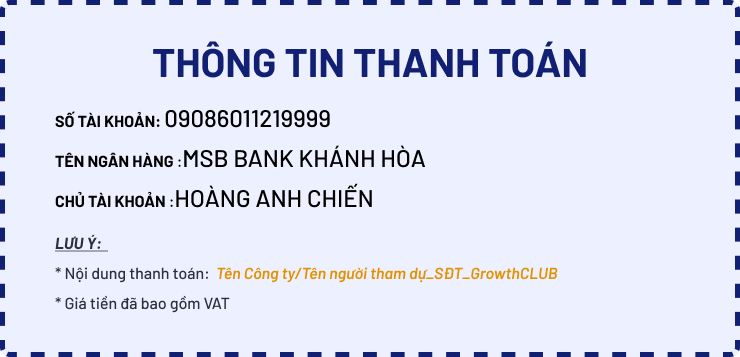 THÔNG TIN THANH TOÁN
SỐ TÀI KHOẢN: 09086011219999
TÊN NGÂN HÀNG :MSB BANK KHÁNH HÒA
CHỦ TÀI KHOẢN :HOÀNG ANH CHIẾN
LƯU Ý:
* Nội dung thanh toán: Tên Công ty/Tên người tham dự_SĐT_GrowthCLUB
* Giá tiền đã bao gồm VAT